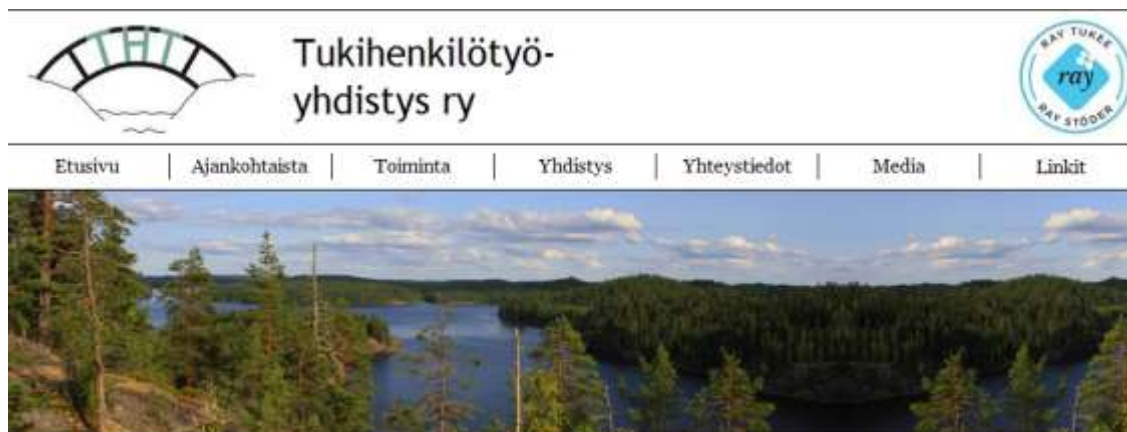 THT
Tukihenkilötyö-
yhdistys ry
RAY TUKEE
ray
RAY STÖDER
Etusivu | Ajankohtaista | Toiminta | Yhdistys | Yhteystiedot | Media | Linkit